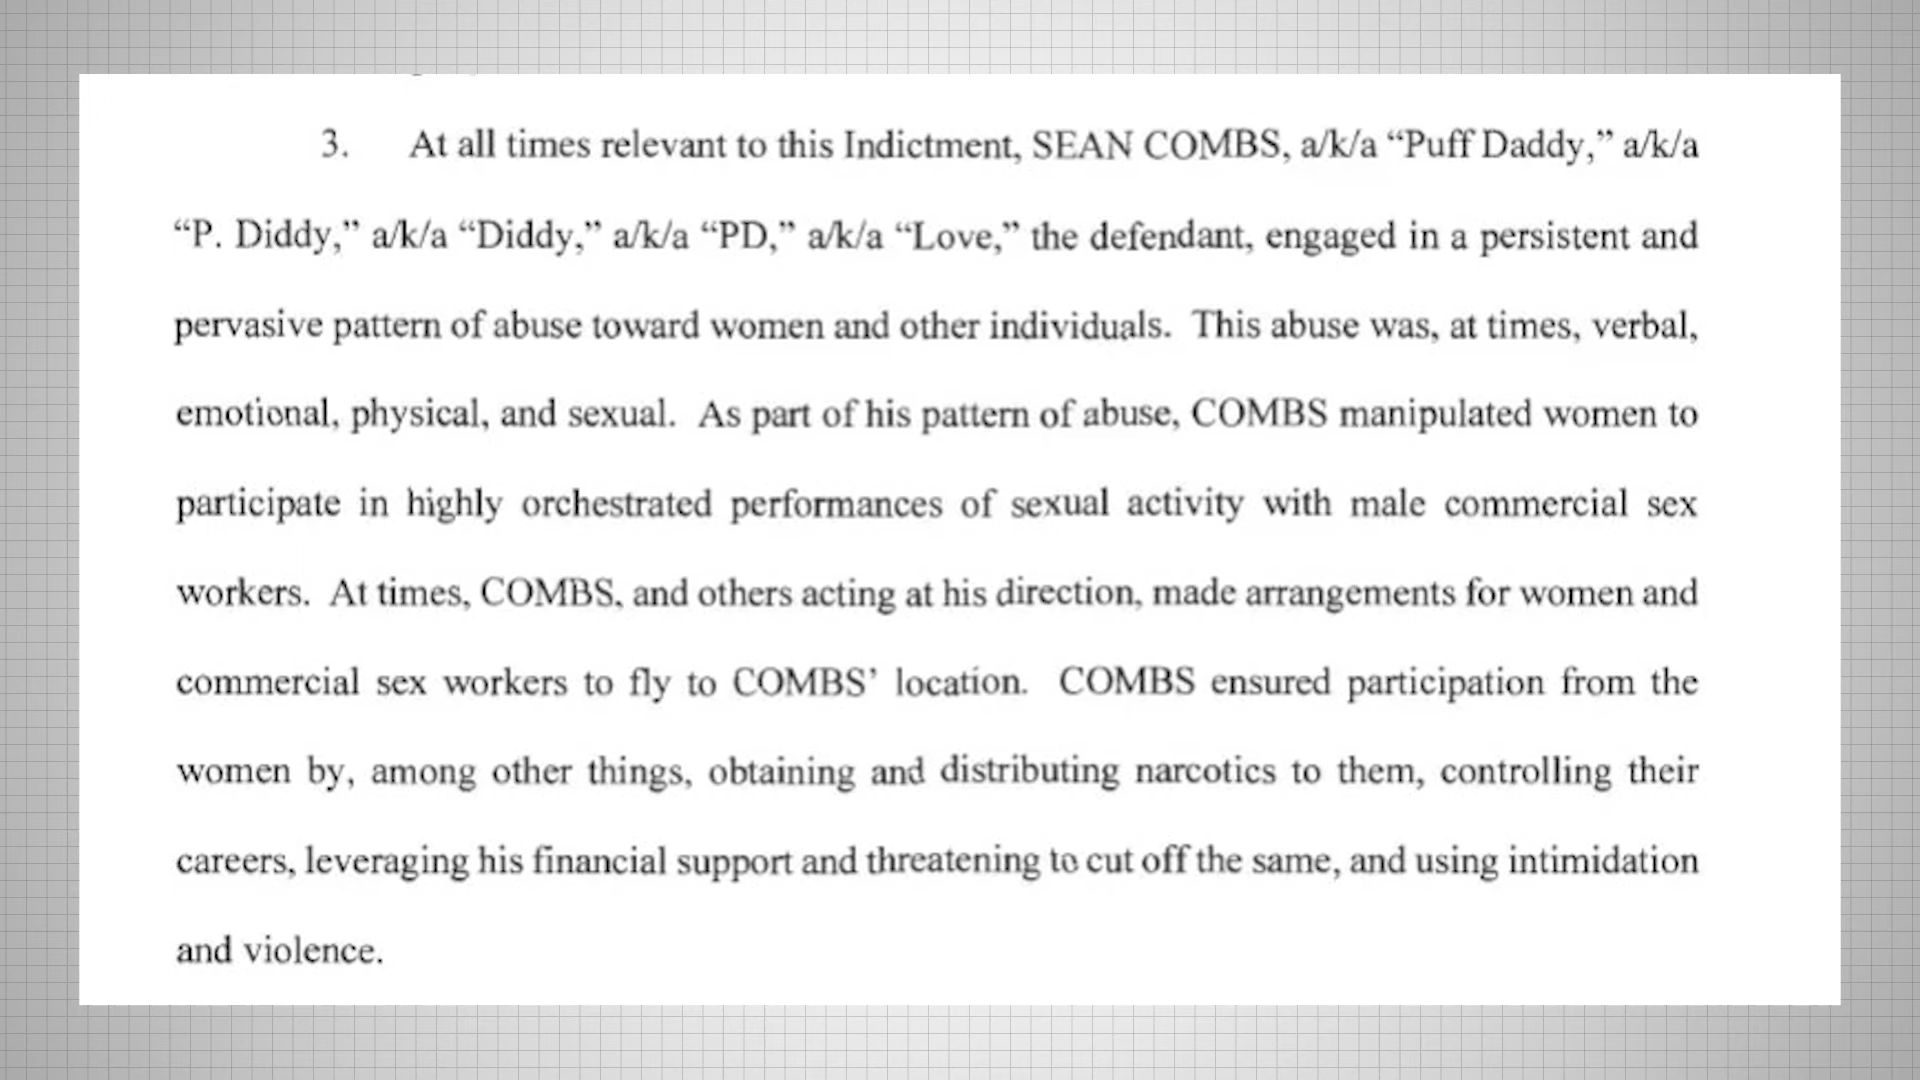 3. At all times relevant to this Indictment, SEAN COMBS, a/k/a “Puff Daddy,” a/k/a
“P. Diddy,” a/k/a “Diddy,” a/k/a “PD,” a/k/a “Love,” the defendant, engaged in a persistent and
pervasive pattern of abuse toward women and other individuals. This abuse was, at times, verbal,
emotional, physical, and sexual. As part of his pattern of abuse, COMBS manipulated women to
participate in highly orchestrated performances of sexual activity with male commercial sex
workers. At times, COMBS, and others acting at his direction, made arrangements for women and
commercial sex workers to fly to COMBS’ location. COMBS ensured participation from the
women by, among other things, obtaining and distributing narcotics to them, controlling their
careers, leveraging his financial support and threatening to cut off the same, and using intimidation
and violence.